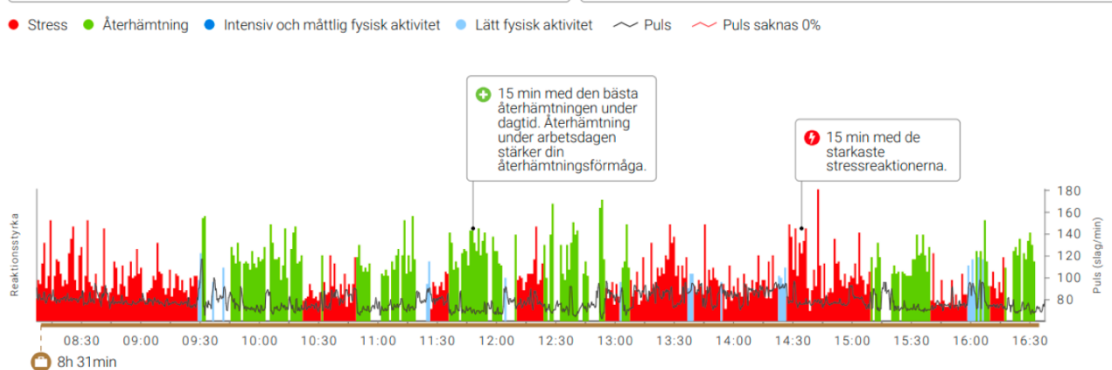 Stress Återhämtning Intensiv och måttlig fysisk aktivitet Lätt fysisk aktivitet Puls Puls saknas 0%
15 min med den bästa
återhämtningen under
dagtid. Återhämtning
under arbetsdagen
stärker din
återhämtningsförmåga.
15 min med de
starkaste
stressreaktionerna.
Reaktionsstyrka
180
160
140
120
100
80
Puls (slag/min)
08:30 09:00 09:30 10:00 10:30 11:00 11:30 12:00 12:30 13:00 13:30 14:00 14:30 15:00 15:30 16:00 16:30
8h 31min